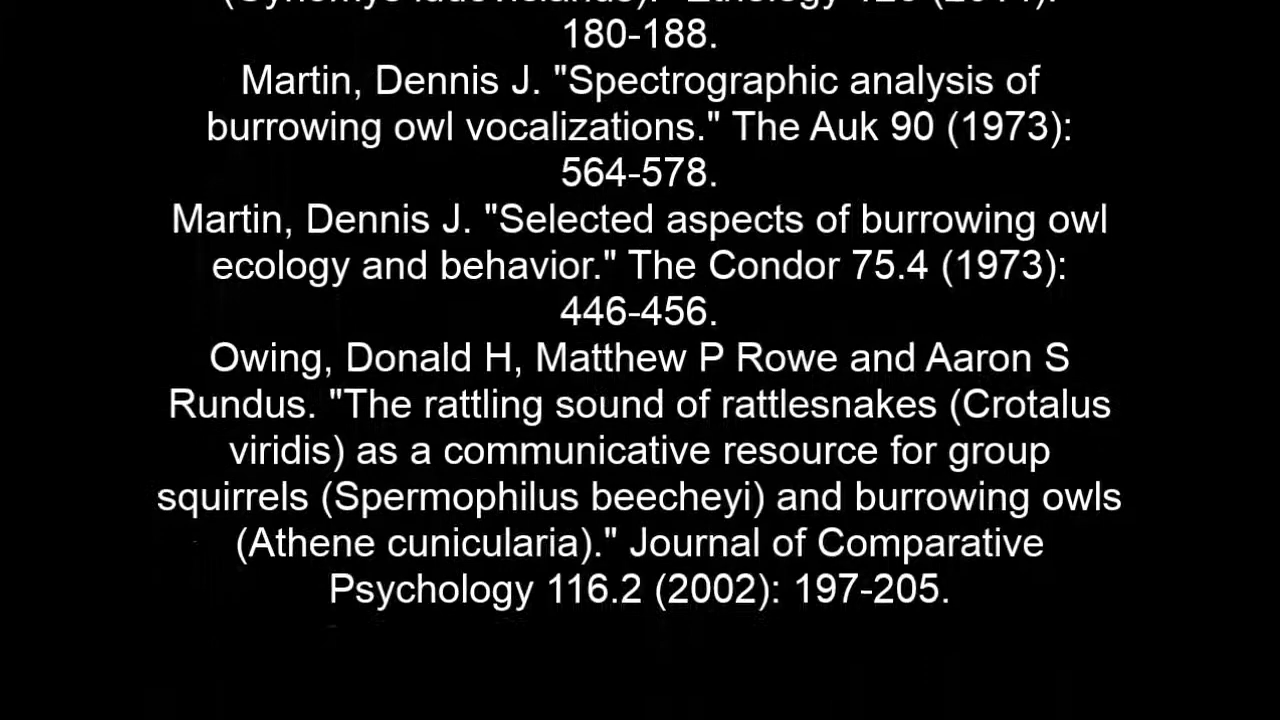 180-188.
Martin, Dennis J. "Spectrographic analysis of
burrowing owl vocalizations." The Auk 90 (1973):
564-578.
Martin, Dennis J. "Selected aspects of burrowing owl
ecology and behavior." The Condor 75.4 (1973):
446-456.
Owing, Donald H, Matthew P Rowe and Aaron S
Rundus. "The rattling sound of rattlesnakes (Crotalus
viridis) as a communicative resource for group
squirrels (Spermophilus beecheyi) and burrowing owls
(Athene cunicularia)." Journal of Comparative
Psychology 116.2 (2002): 197-205.